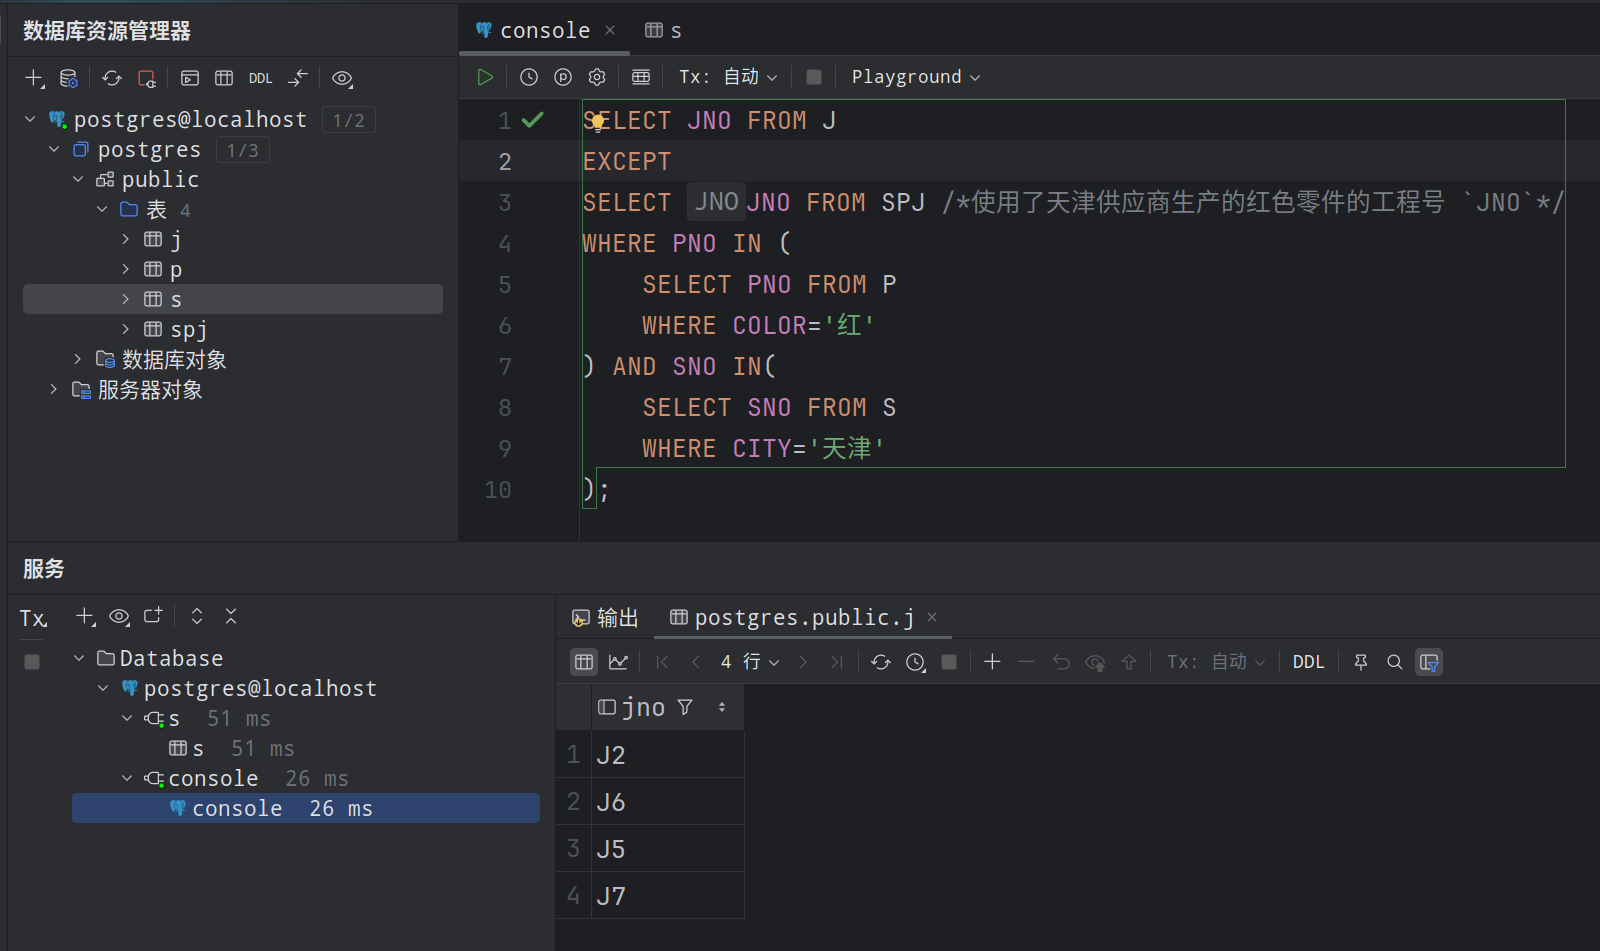 数据库资源管理器
DDL
postgres@localhost 1/2
postgres 1/3
public
表 4
j
p
s
spj
数据库对象
服务器对象
console
s
Tx: 自动
Playground
1 SELECT JNO FROM J
2 EXCEPT
3 SELECT JNO JNO FROM SPJ /*使用了天津供应商生产的红色零件的工程号 `JNO`*/
4 WHERE PNO IN (
5 SELECT PNO FROM P
6 WHERE COLOR='红'
7 ) AND SNO IN(
8 SELECT SNO FROM S
9 WHERE CITY='天津'
10 );
服务
Tx
Database
postgres@localhost
s 51 ms
s 51 ms
console 26 ms
console 26 ms
输出
postgres.public.j
4 行
Tx: 自动
DDL
jno
1 J2
2 J6
3 J5
4 J7